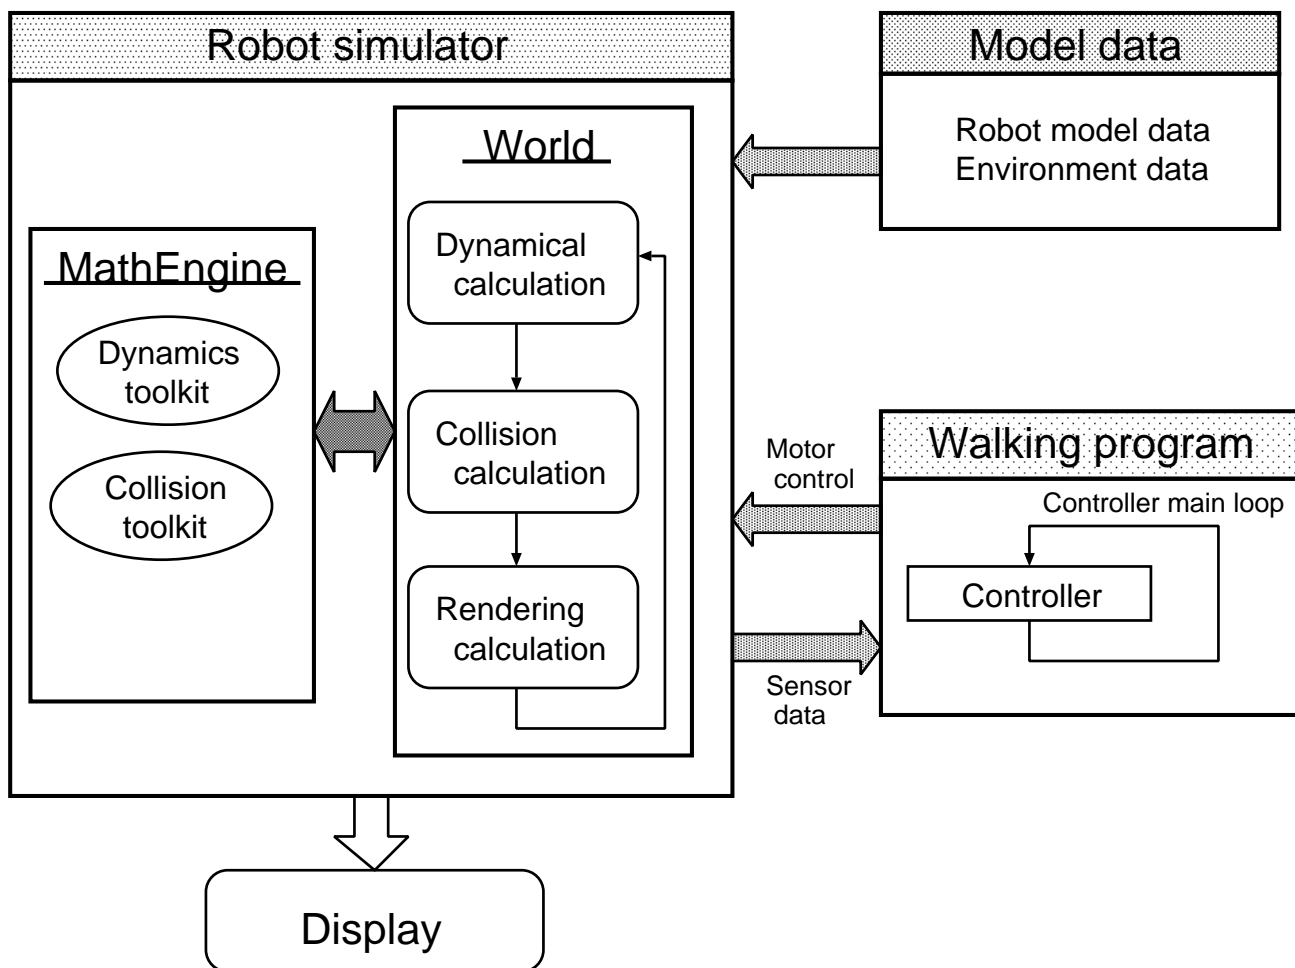 Robot simulator
World
Dynamical
calculation
MathEngine
Dynamics
toolkit
Collision
toolkit
Collision
calculation
Rendering
calculation
Model data
Robot model data
Environment data
Motor
control
Sensor
data
Walking program
Controller main loop
Controller
Display